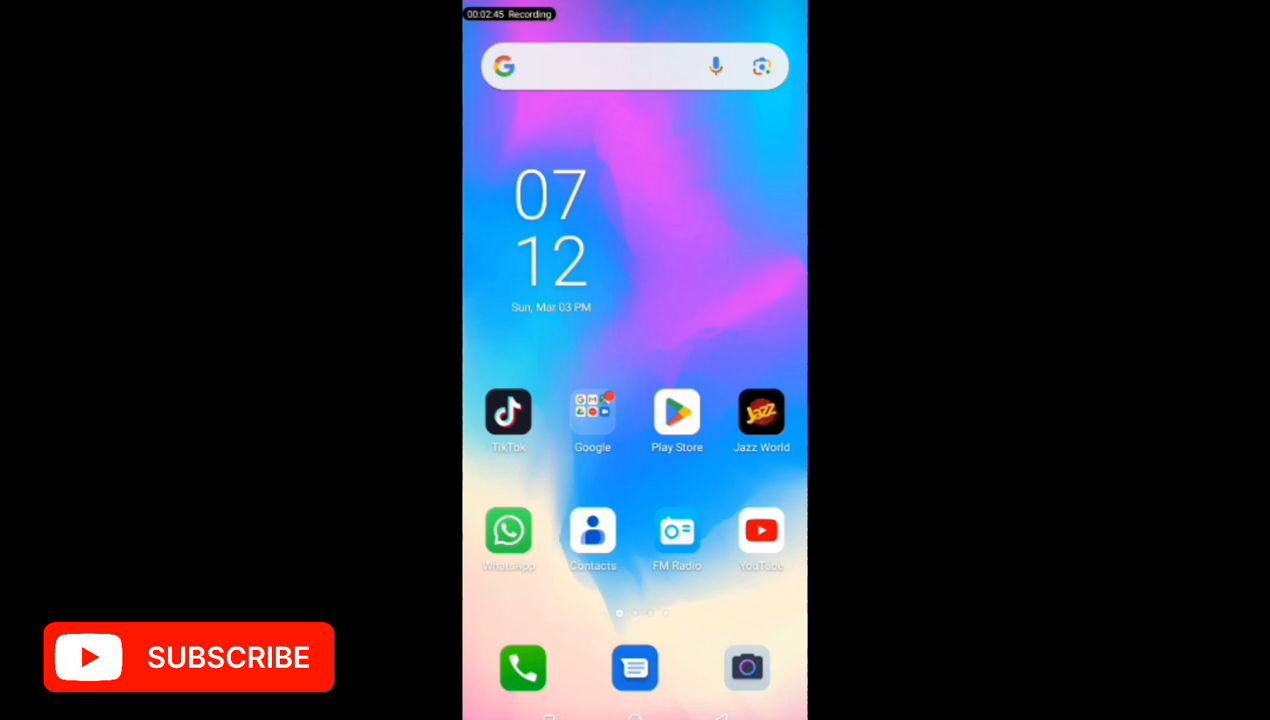 00:02:45 Recording
07
12
Sun, Mar 03 PM
Jazz
TikTok
Google
Play Store
Jazz World
WhatsApp
Contacts
FM Radio
YouTube
SUBSCRIBE